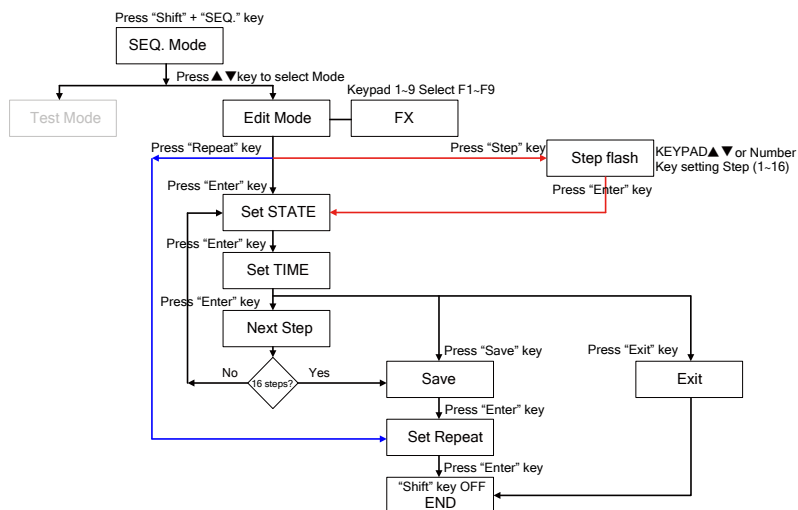 Press “Shift” + “SEQ.” key
SEQ. Mode
Press ▲ ▼ key to select Mode
Keypad 1~9 Select F1~F9
Test Mode
Edit Mode
FX
Press “Repeat” key
Press “Step” key
Step flash
KEYPAD▲ ▼ or Number
Key setting Step (1~16)
Press “Enter” key
Press “Enter” key
Set STATE
Press “Enter” key
Set TIME
Press “Enter” key
Next Step
Press “Save” key
Press “Exit” key
No
16 steps?
Yes
Save
Exit
Press “Enter” key
Set Repeat
Press “Enter” key
“Shift” key OFF
END